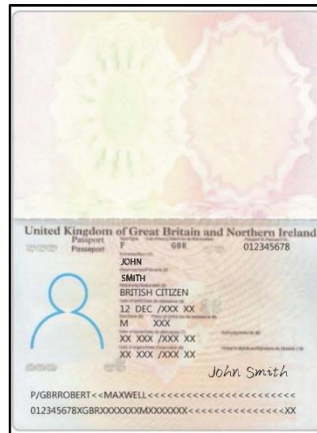 United Kingdom of Great Britain and Northern Ireland
Passport P GBR 012345678
Passeport
JOHN
SMITH
BRITISH CITIZEN
12 DEC /XXX XX
M XXX
XX XXX /XXX XX
XX XXX /XXX XX
John Smith
P/GBRROBERT<<MAXWELL<<<<<<<<<<<<<<<<<<<<<<<<
012345678XGBRXXXXXXXMXXXXXXX<<<<<<<<<<<<<<<XX